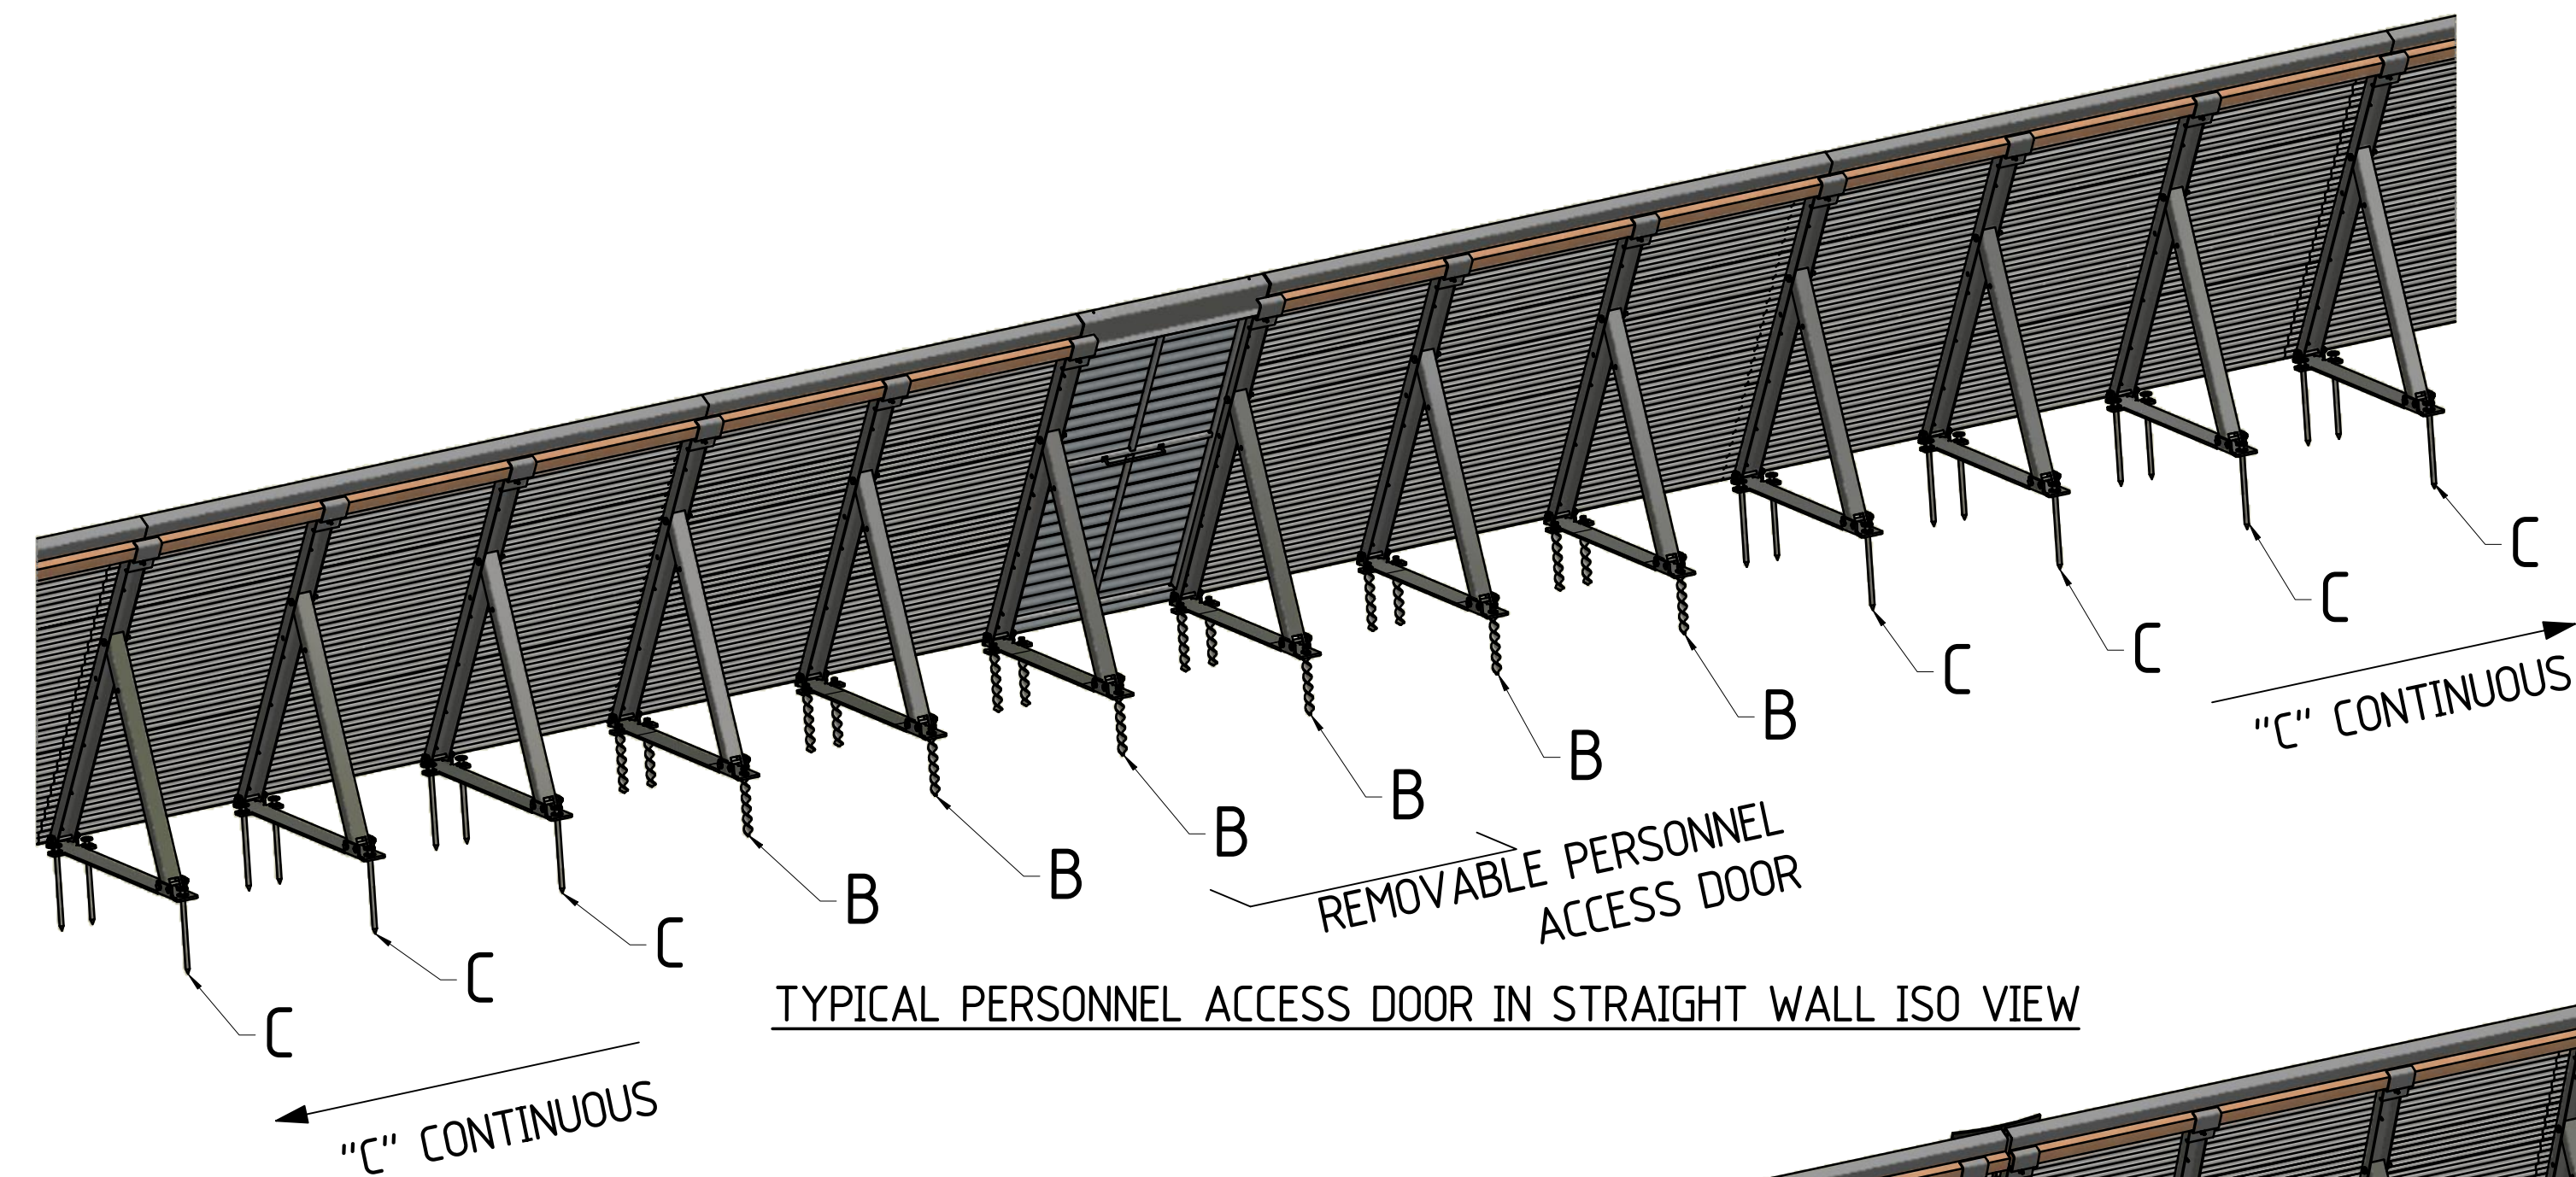 C
C
C
C
B
B
B
B
B
B
C
C
C
"C" CONTINUOUS
REMOVABLE PERSONNEL
ACCESS DOOR
TYPICAL PERSONNEL ACCESS DOOR IN STRAIGHT WALL ISO VIEW
"C" CONTINUOUS